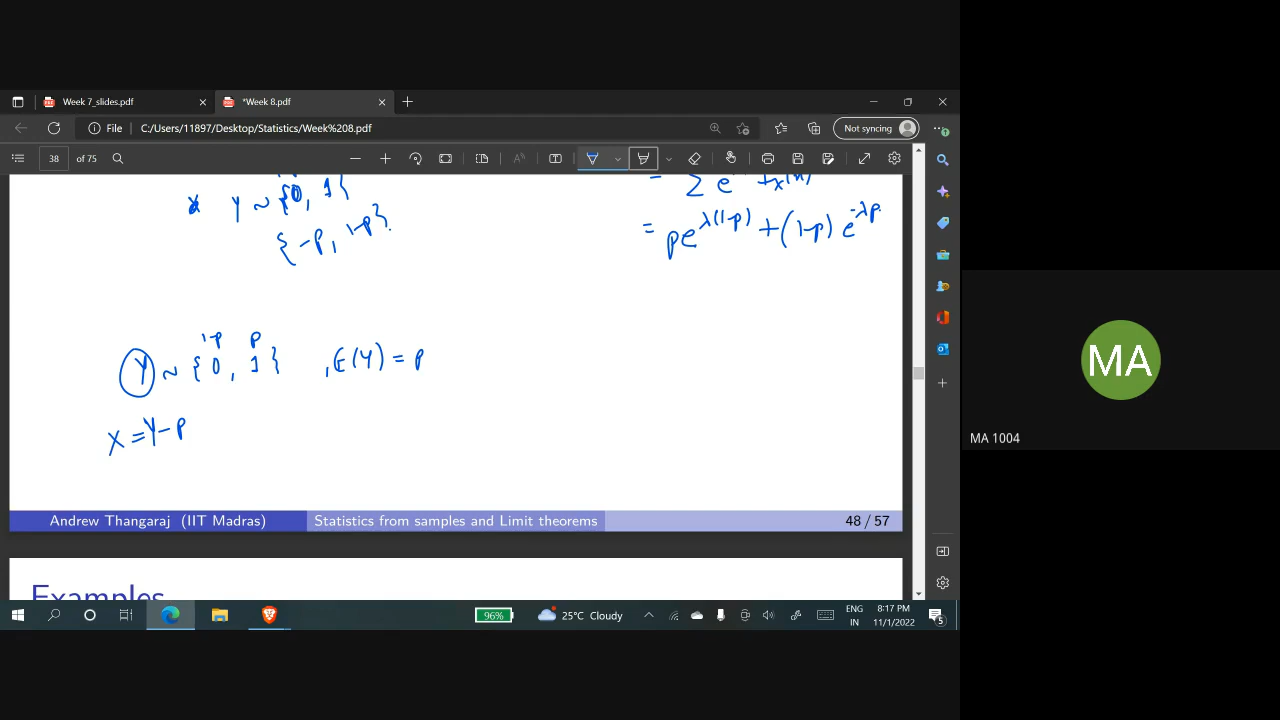 Week 7_slides.pdf
*Week 8.pdf
File C:/Users/11897/Desktop/Statistics/Week%208.pdf
Not syncing
38 of 75
Y ~ {0, 1}
{-p, 1-p}
= Σ e f_X(x)
= pe^{λ(1-p)} + (1-p) e^{-λp}
1-p p
Y ~ {0, 1} , E(Y) = p
X = Y - p
Andrew Thangaraj (IIT Madras) Statistics from samples and Limit theorems 48 / 57
Examples
96%
25°C Cloudy
ENG
IN
8:17 PM
11/1/2022
5
MA
MA 1004